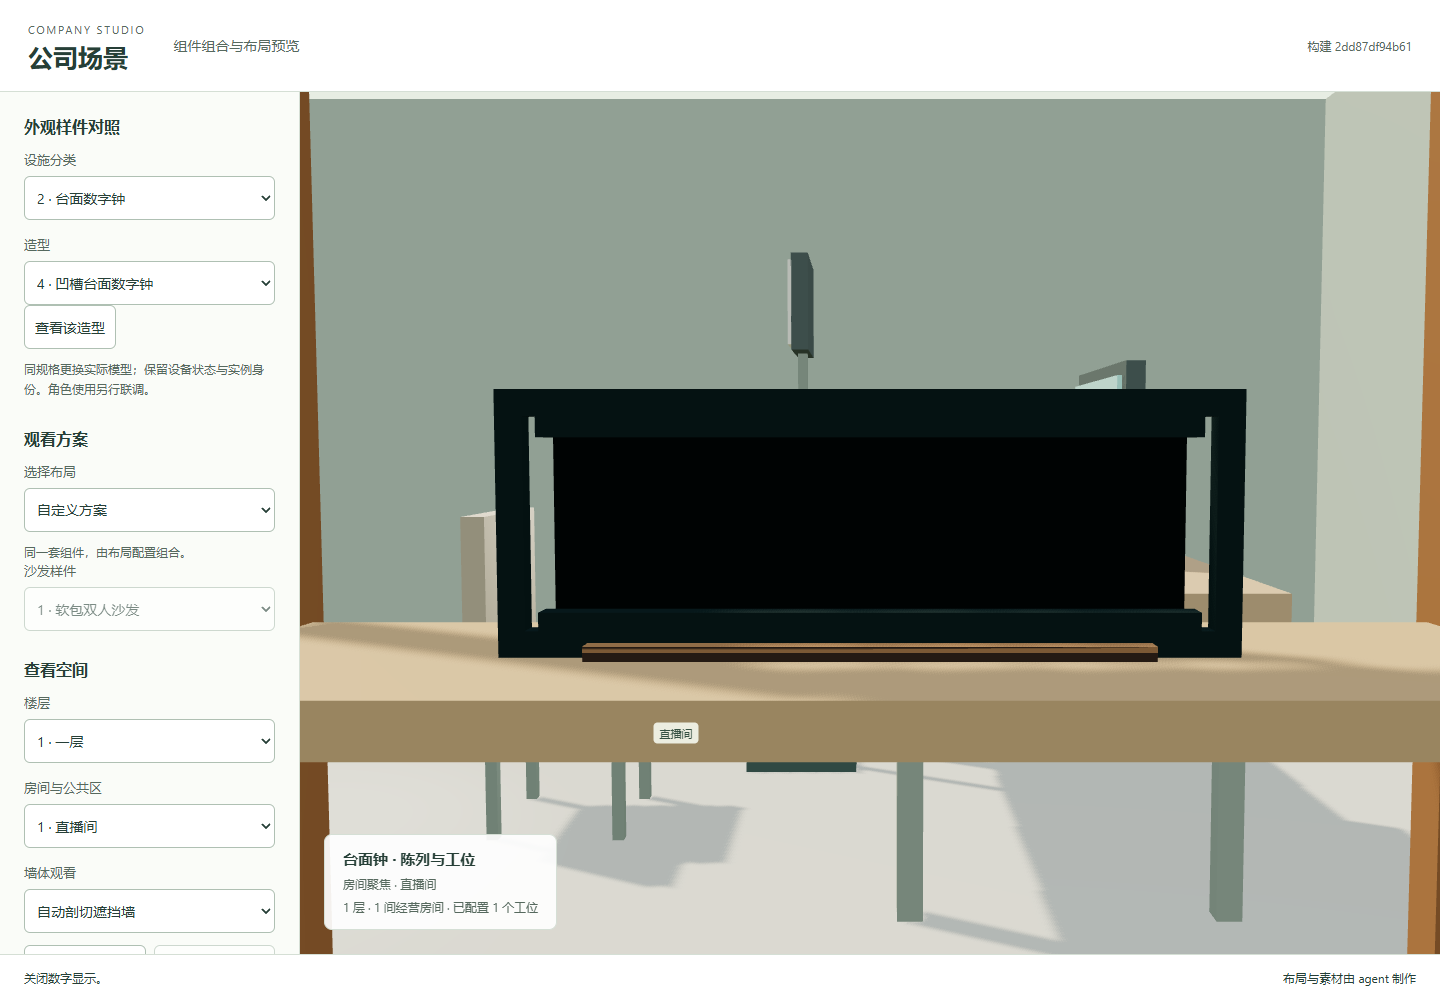 COMPANY STUDIO
公司场景
组件组合与布局预览
构建 2dd87df94b61
外观样件对照
设施分类
2 · 台面数字钟
造型
4 · 凹槽台面数字钟
查看该造型
同规格更换实际模型；保留设备状态与实例身
份。角色使用另行联调。
观看方案
选择布局
自定义方案
同一套组件，由布局配置组合。
沙发样件
1 · 软包双人沙发
查看空间
楼层
1 · 一层
房间与公共区
1 · 直播间
墙体观看
自动剖切遮挡墙
直播间
台面钟 · 陈列与工位
房间聚焦 · 直播间
1 层 · 1 间经营房间 · 已配置 1 个工位
关闭数字显示。
布局与素材由 agent 制作